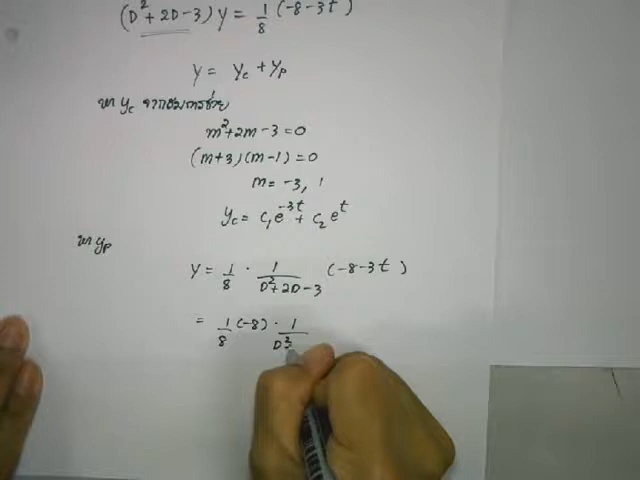 (D²+2D-3) y = 1/8 (-8-3t)
y = y_c + y_p
หา y_c จากสมการช่วย
m²+2m-3=0
(m+3)(m-1)=0
m= -3, 1
y_c = c₁e^-3t + c₂e^t
หา y_p
y = 1/8 · 1/(D²+2D-3) (-8-3t)
= 1/8 (-8) · 1/D²